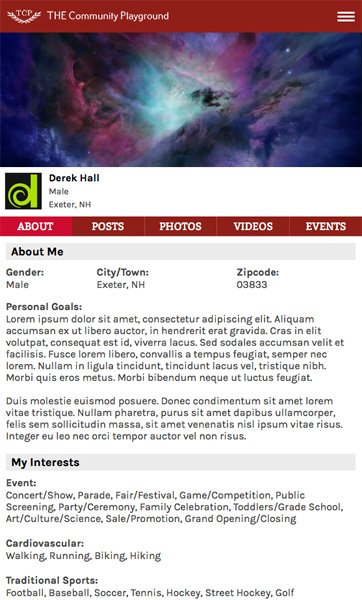 TCP THE Community Playground
Derek Hall
Male
Exeter, NH
ABOUT POSTS PHOTOS VIDEOS EVENTS
About Me
Gender: City/Town: Zipcode:
Male Exeter, NH 03833
Personal Goals:
Lorem ipsum dolor sit amet, consectetur adipiscing elit. Aliquam
accumsan ex ut libero auctor, in hendrerit erat gravida. Cras in elit
volutpat, consequat est id, viverra lacus. Sed sodales accumsan velit et
facilisis. Fusce lorem libero, convallis a tempus feugiat, semper nec
lorem. Nullam in ligula tincidunt, tincidunt lacus vel, tristique nibh.
Morbi quis eros metus. Morbi bibendum neque ut luctus feugiat.
Duis molestie euismod posuere. Donec condimentum sit amet lorem
vitae tristique. Nullam pharetra, purus sit amet dapibus ullamcorper,
felis sem sollicitudin massa, sit amet venenatis nisl ipsum vitae risus.
Integer eu leo nec orci tempor auctor vel non risus.
My Interests
Event:
Concert/Show, Parade, Fair/Festival, Game/Competition, Public
Screening, Party/Ceremony, Family Celebration, Toddlers/Grade School,
Art/Culture/Science, Sale/Promotion, Grand Opening/Closing
Cardiovascular:
Walking, Running, Biking, Hiking
Traditional Sports:
Football, Baseball, Soccer, Tennis, Hockey, Street Hockey, Golf